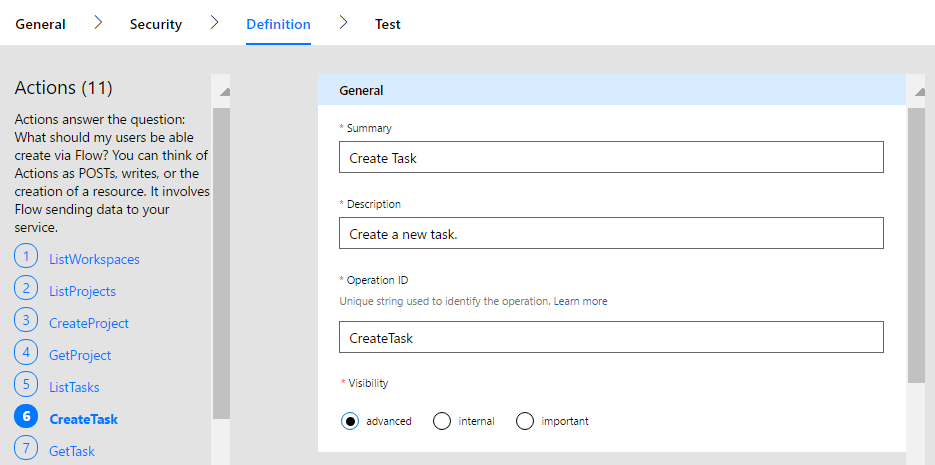 General > Security > Definition > Test
Actions (11)
Actions answer the question:
What should my users be able
create via Flow? You can think of
Actions as POSTs, writes, or the
creation of a resource. It involves
Flow sending data to your
service.
1 ListWorkspaces
2 ListProjects
3 CreateProject
4 GetProject
5 ListTasks
6 CreateTask
7 GetTask
General
* Summary
Create Task
* Description
Create a new task.
* Operation ID
Unique string used to identify the operation. Learn more
CreateTask
* Visibility
advanced internal important